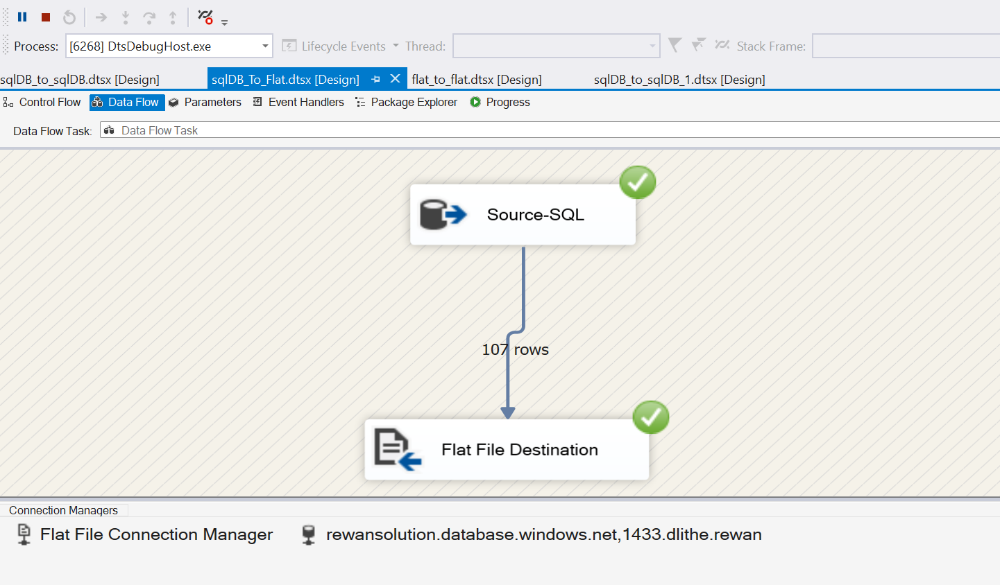 Process: [6268] DtsDebugHost.exe Lifecycle Events Thread: Stack Frame:
sqlDB_to_sqlDB.dtsx [Design] sqlDB_To_Flat.dtsx [Design] flat_to_flat.dtsx [Design] sqlDB_to_sqlDB_1.dtsx [Design]
Control Flow Data Flow Parameters Event Handlers Package Explorer Progress
Data Flow Task: Data Flow Task
Source-SQL
107 rows
Flat File Destination
Connection Managers
Flat File Connection Manager rewansolution.database.windows.net,1433.dlithe.rewan